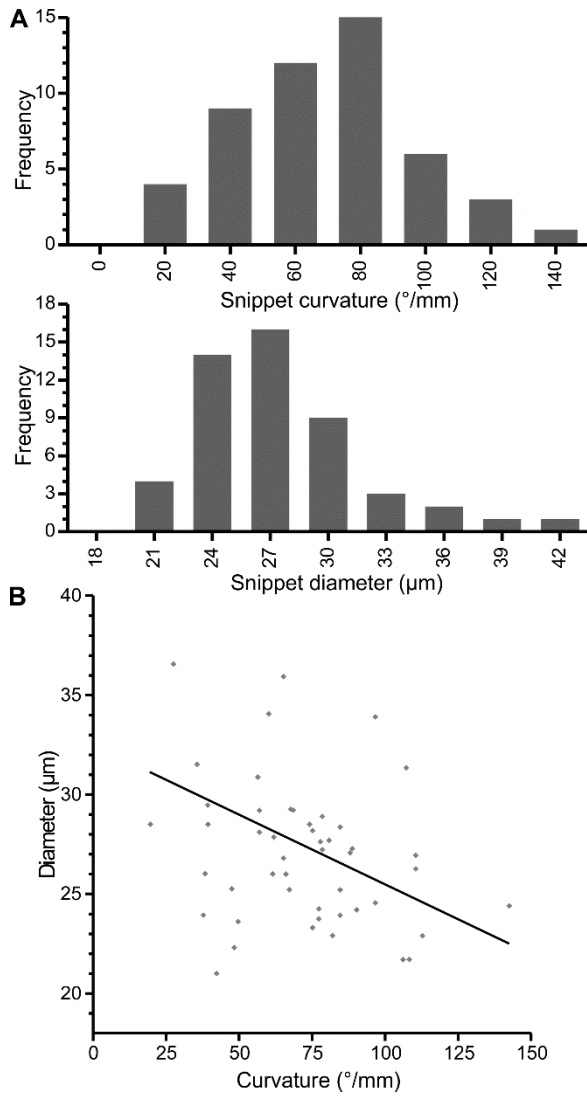 A
Frequency
15
10
5
0
0 20 40 60 80 100 120 140
Snippet curvature (°/mm)
Frequency
18
15
12
9
6
3
0
18 21 24 27 30 33 36 39 42
Snippet diameter (µm)
B
Diameter (µm)
40
35
30
25
20
0 25 50 75 100 125 150
Curvature (°/mm)